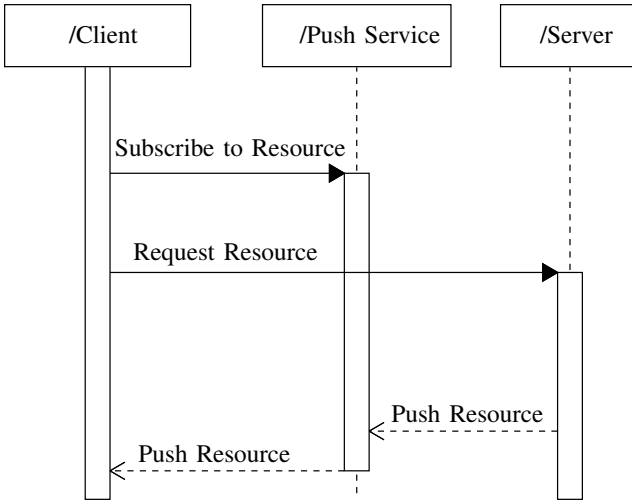 /Client
/Push Service
/Server
Subscribe to Resource
Request Resource
Push Resource
Push Resource